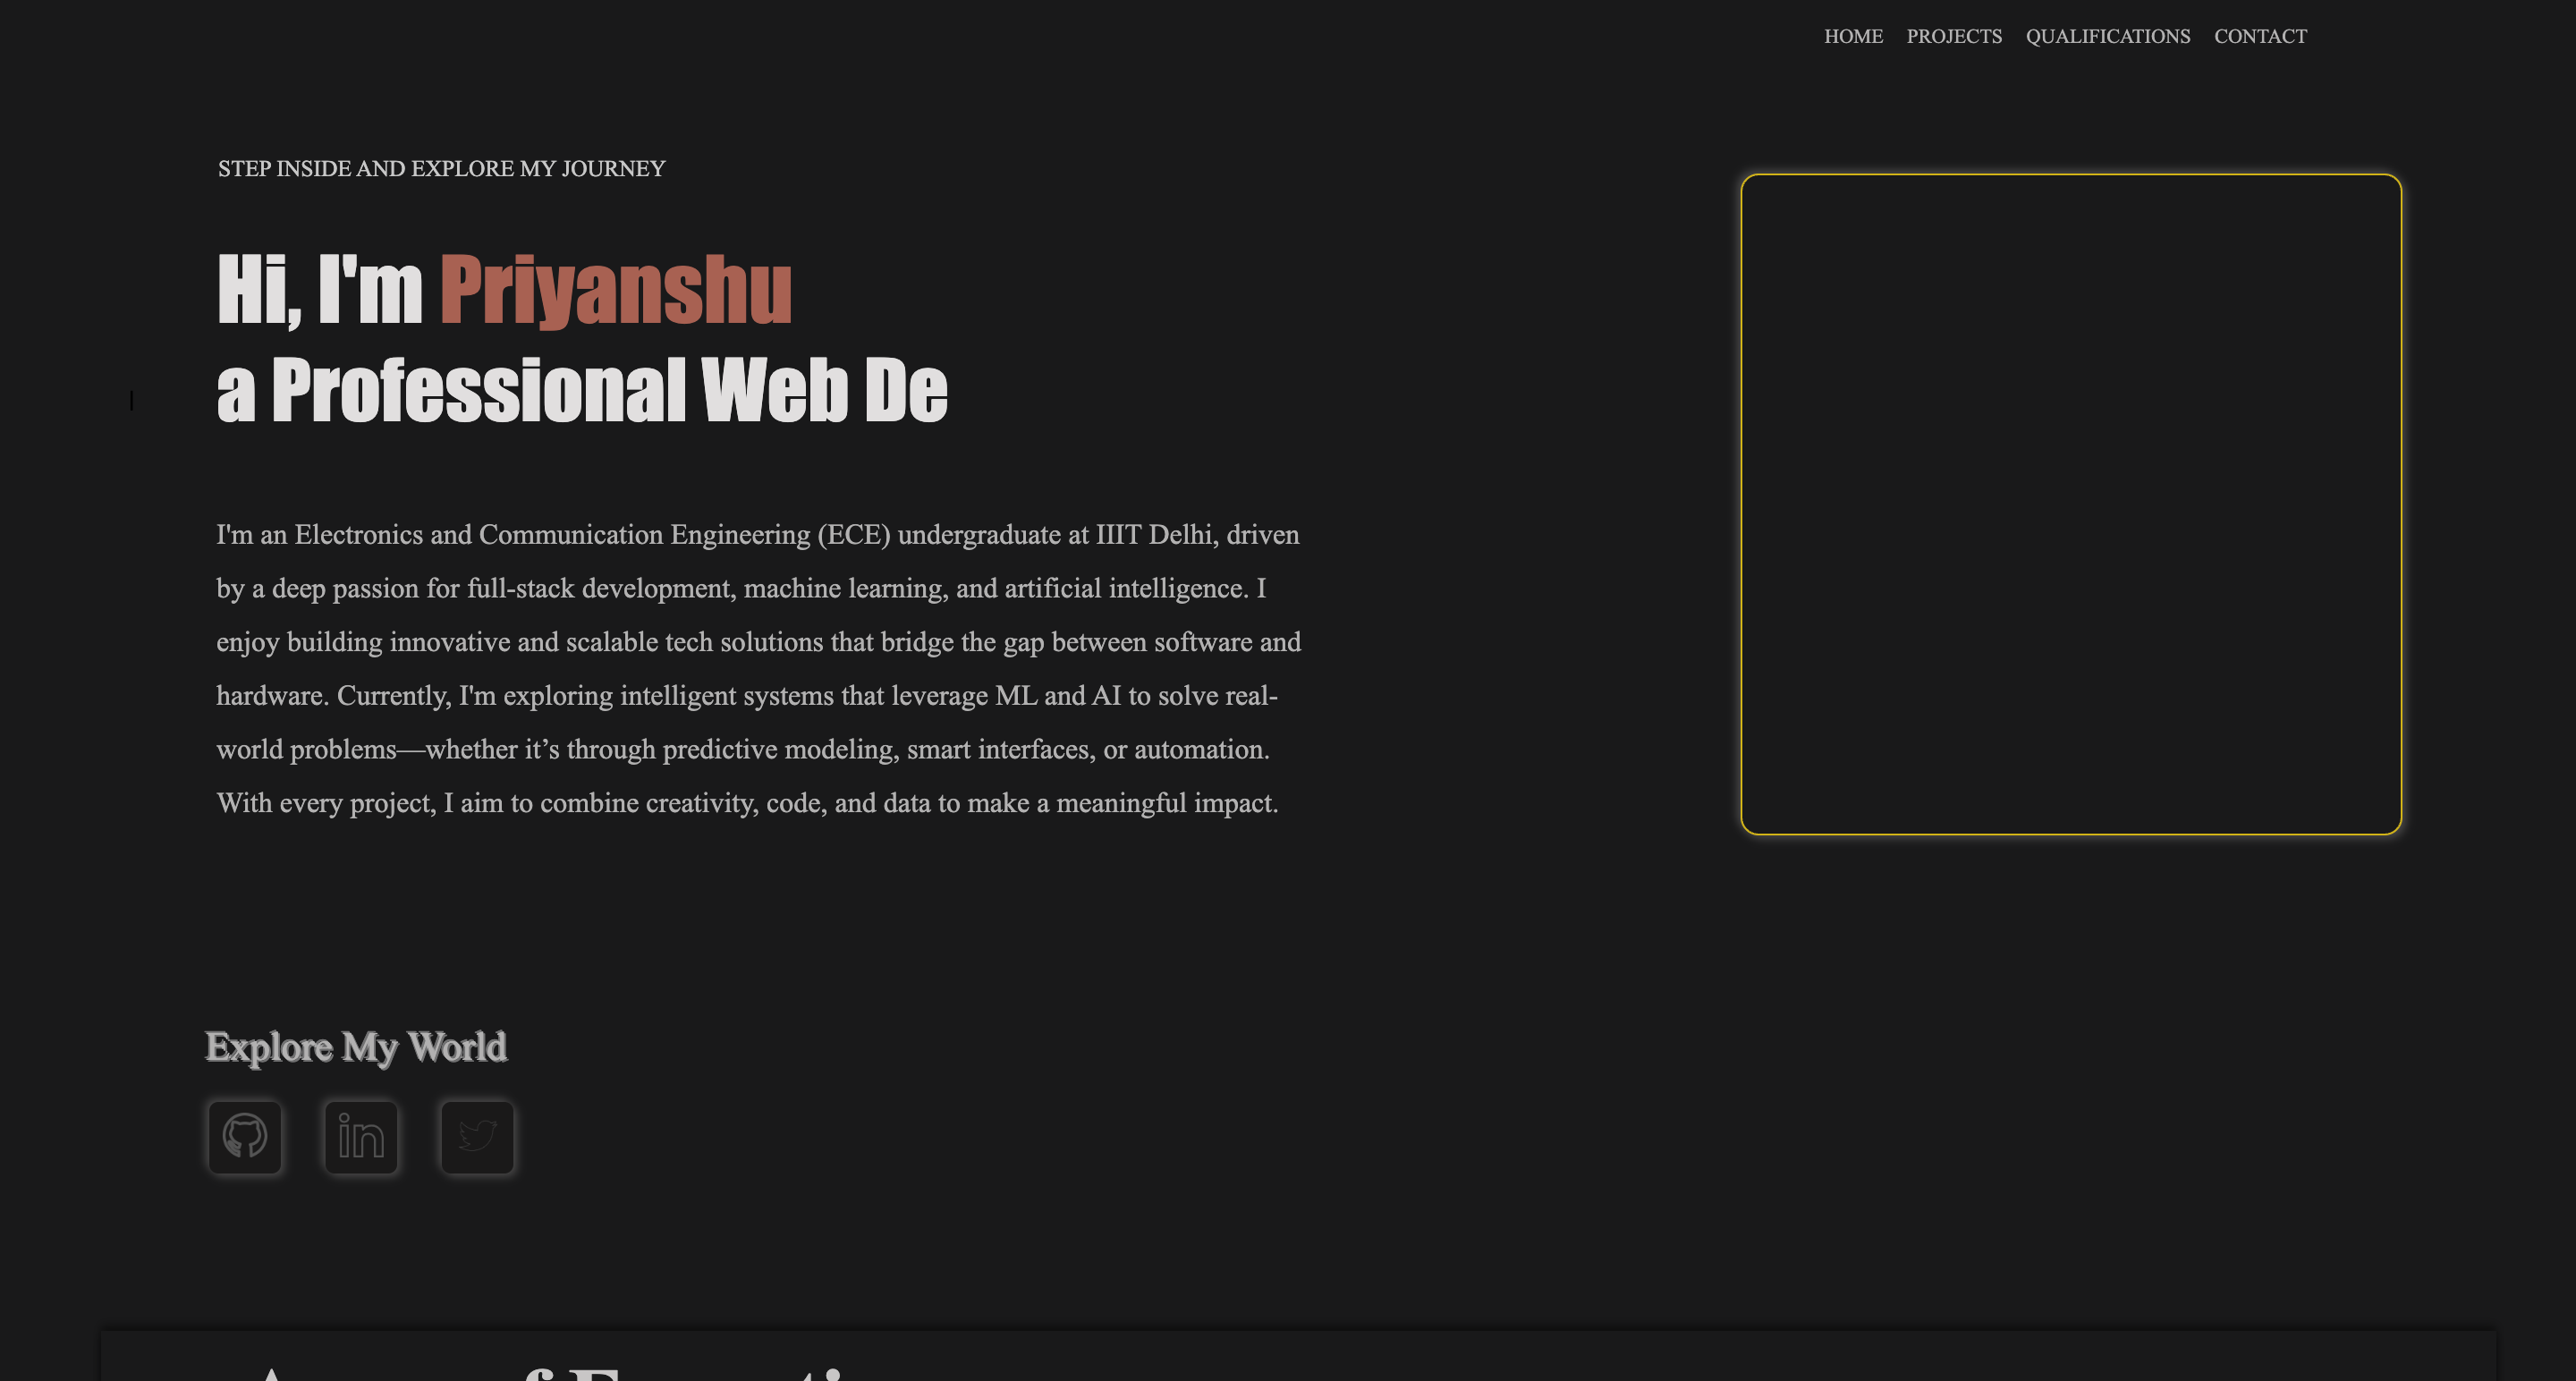 HOME PROJECTS QUALIFICATIONS CONTACT
STEP INSIDE AND EXPLORE MY JOURNEY
Hi, I'm Priyanshu
a Professional Web De
I'm an Electronics and Communication Engineering (ECE) undergraduate at IIIT Delhi, driven
by a deep passion for full-stack development, machine learning, and artificial intelligence. I
enjoy building innovative and scalable tech solutions that bridge the gap between software and
hardware. Currently, I'm exploring intelligent systems that leverage ML and AI to solve real-
world problems—whether it’s through predictive modeling, smart interfaces, or automation.
With every project, I aim to combine creativity, code, and data to make a meaningful impact.
Explore My World
in